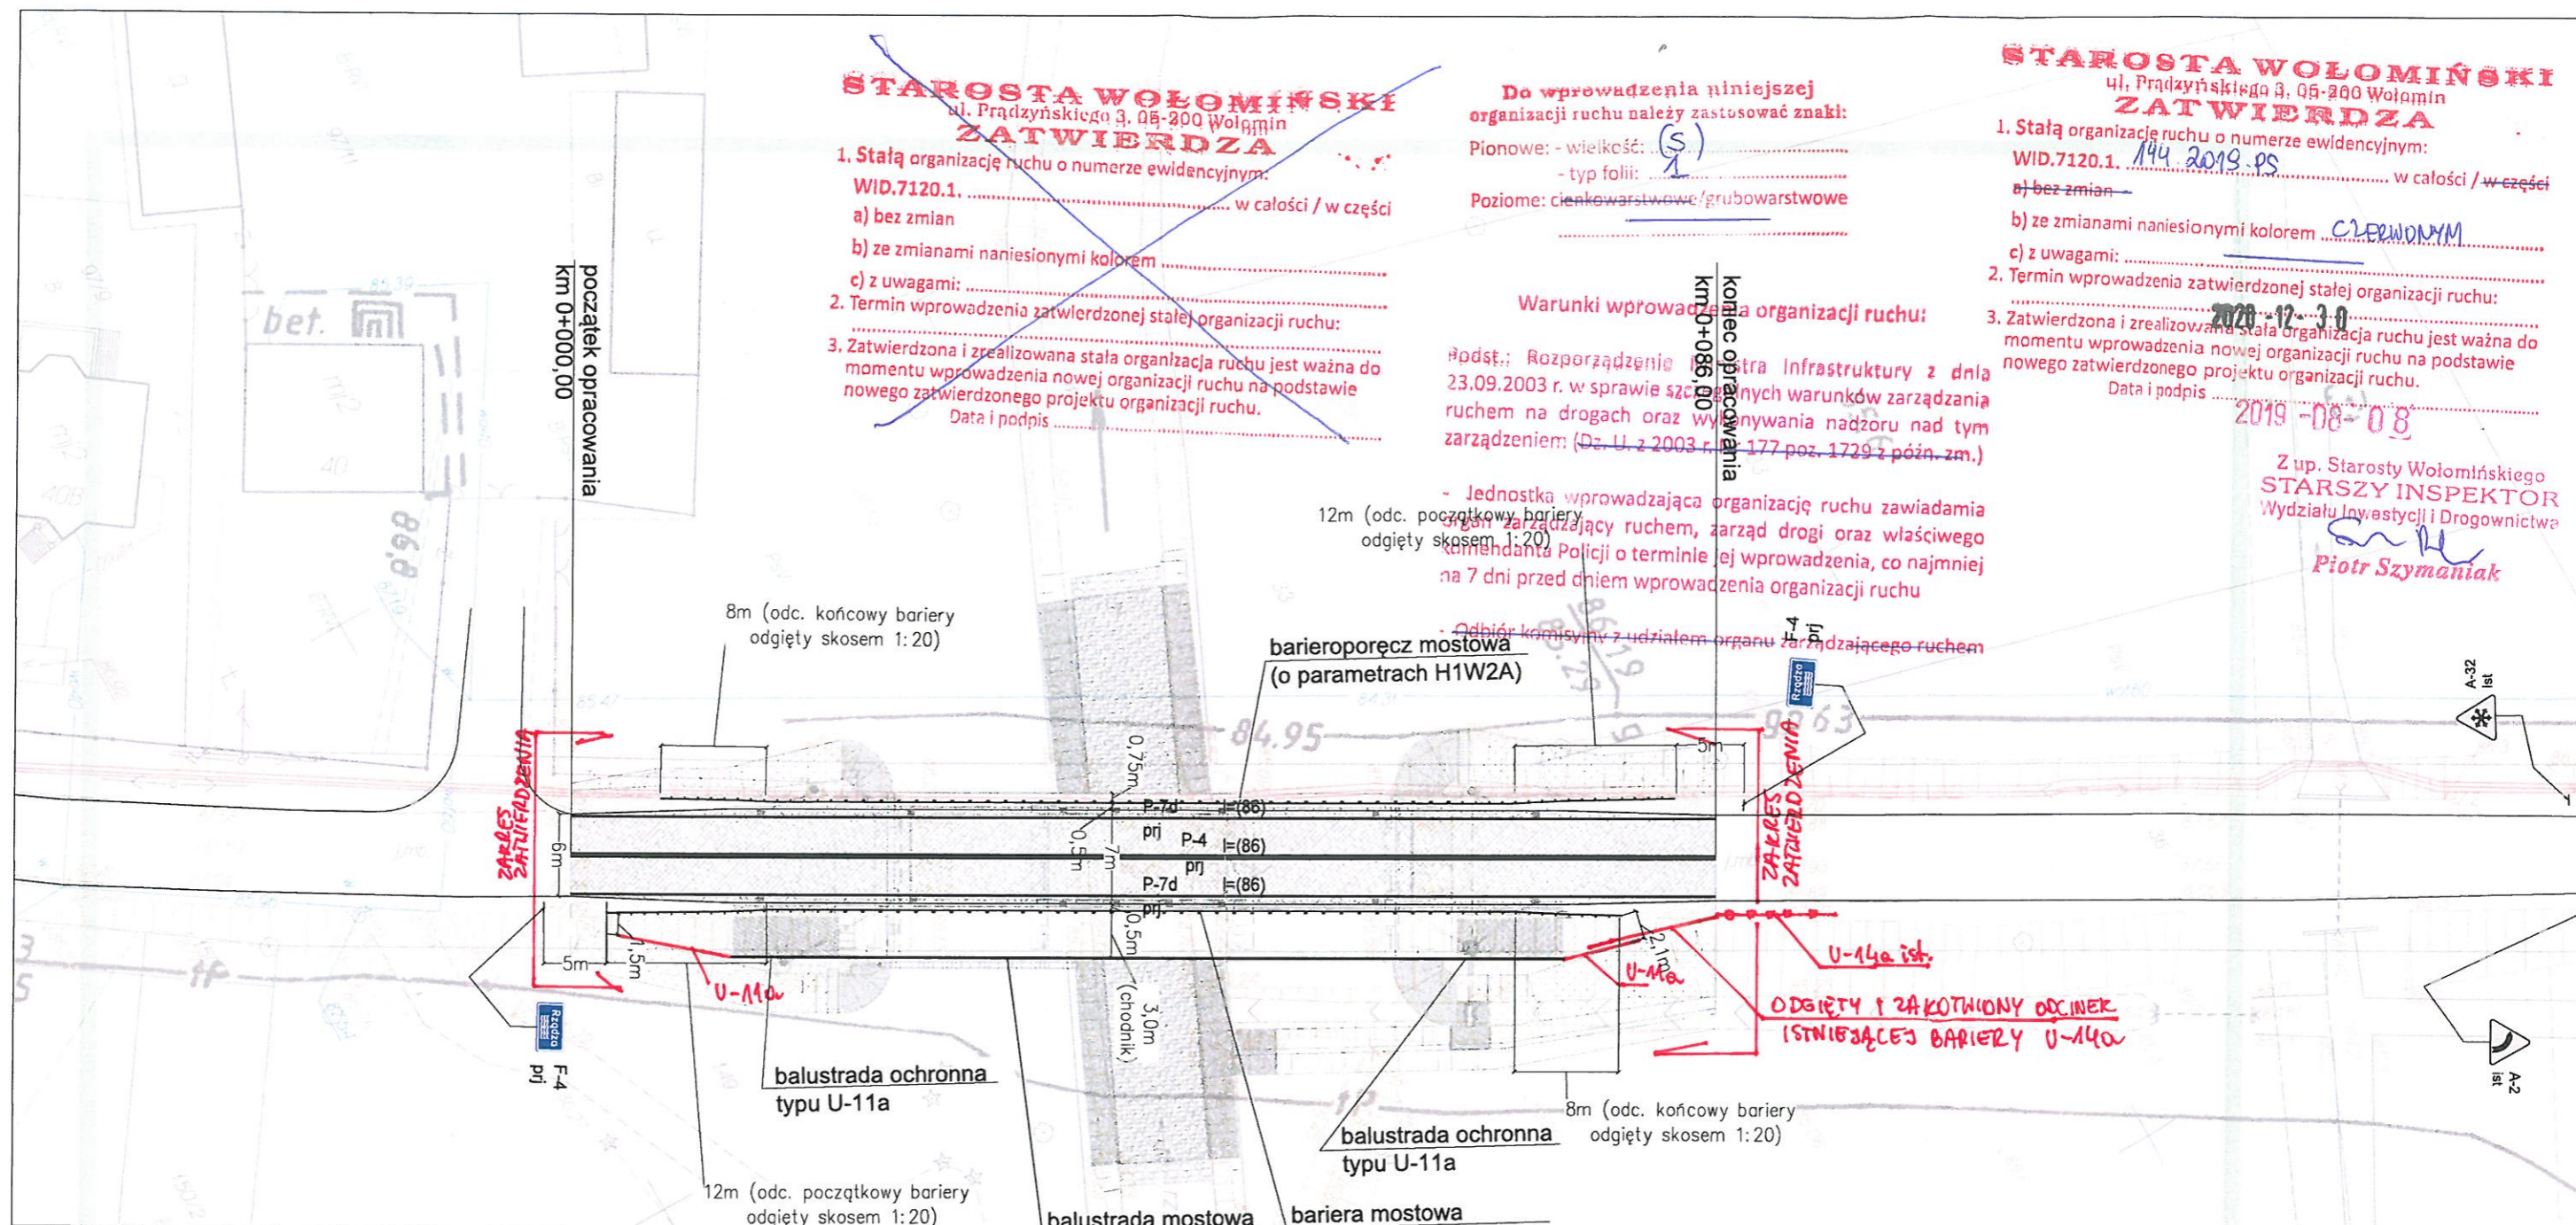 STAROSTA WOŁOMIŃSKI
ul. Prądzyńskiego 3, 05-200 Wołomin
ZATWIERDZA
1. Stałą organizację ruchu o numerze ewidencyjnym:
WID.7120.1. .......... w całości / w części
a) bez zmian
b) ze zmianami naniesionymi kolorem ..........
c) z uwagami: ..........
2. Termin wprowadzenia zatwierdzonej stałej organizacji ruchu:
3. Zatwierdzona i zrealizowana stała organizacja ruchu jest ważna do
momentu wprowadzenia nowej organizacji ruchu na podstawie
nowego zatwierdzonego projektu organizacji ruchu.
Data i podpis ..........
Do wprowadzenia niniejszej
organizacji ruchu należy zastosować znaki:
Pionowe: - wielkość: (S)
- typ folii: 1
Poziome: cienkowarstwowe/grubowarstwowe
Warunki wprowadzenia organizacji ruchu:
Podst.: Rozporządzenie Ministra Infrastruktury z dnia
23.09.2003 r. w sprawie szczegółnych warunków zarządzania
ruchem na drogach oraz wykonywania nadzoru nad tym
zarządzeniem (Dz. U. z 2003 r. Nr 177 poz. 1729 z późn. zm.)
- Jednostka wprowadzająca organizację ruchu zawiadamia
organ zarządzający ruchem, zarząd drogi oraz właściwego
komendanta Policji o terminie jej wprowadzenia, co najmniej
na 7 dni przed dniem wprowadzenia organizacji ruchu
- Odbiór komisyjny z udziałem organu zarządzającego ruchem
STAROSTA WOŁOMIŃSKI
ul. Prądzyńskiego 3, 05-200 Wołomin
ZATWIERDZA
1. Stałą organizację ruchu o numerze ewidencyjnym:
WID.7120.1. 144.2019.PS w całości / w części
a) bez zmian
b) ze zmianami naniesionymi kolorem CZERWONYM
c) z uwagami: ..........
2. Termin wprowadzenia zatwierdzonej stałej organizacji ruchu:
2020 -12- 30
3. Zatwierdzona i zrealizowana stała organizacja ruchu jest ważna do
momentu wprowadzenia nowej organizacji ruchu na podstawie
nowego zatwierdzonego projektu organizacji ruchu.
Data i podpis ..........
2019 -08- 08
Z up. Starosty Wołomińskiego
STARSZY INSPEKTOR
Wydziału Inwestycji i Drogownictwa
Piotr Szymaniak
początek opracowania
km 0+000,00
koniec opracowania
km 0+086,00
bet.
m2
40
40B
m2
85.39
86,8
85.47
84.95
84.31
86.19
12m (odc. początkowy bariery
odgięty skosem 1:20)
8m (odc. końcowy bariery
odgięty skosem 1:20)
barieroporęcz mostowa
(o parametrach H1W2A)
F-4
prj
Rządza
A-32
ist
5m
ZAKRES
ZATWIERDZENIA
ZAKRES
ZATWIERDZENIA
0,75m
P-7d l=(86)
prj
P-4 l=(86)
prj
P-7d l=(86)
prj
6m
0,5m
7m
0,5m
3,0m
(chodnik)
5m
1,5m
2,1m
U-11a
U-11a
U-14a ist.
ODGIĘTY I ZAKOTWIONY ODCINEK
ISTNIEJĄCEJ BARIERY U-14a
Rządza
F-4
prj
A-2
ist
balustrada ochronna
typu U-11a
balustrada ochronna
typu U-11a
8m (odc. końcowy bariery
odgięty skosem 1:20)
12m (odc. początkowy bariery
odgięty skosem 1:20)
balustrada mostowa
bariera mostowa